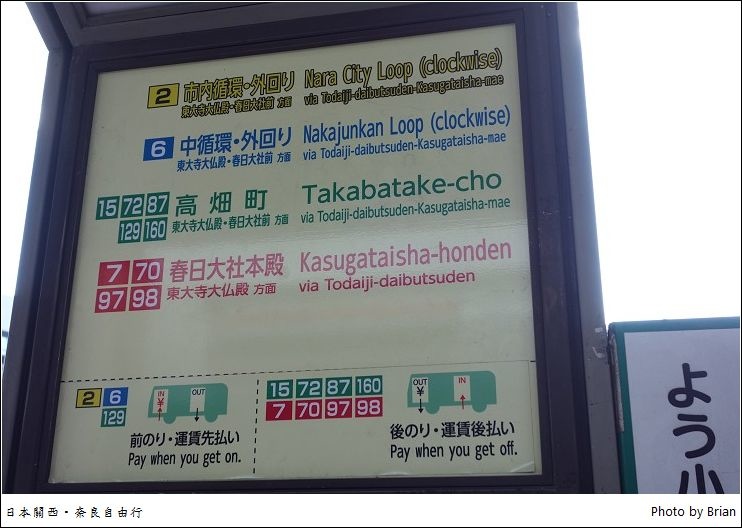 2 市内循環・外回り Nara City Loop (clockwise)
東大寺大仏殿・春日大社前 方面 via Todaiji-daibutsuden-Kasugataisha-mae
6 中循環・外回り Nakajunkan Loop (clockwise)
東大寺大仏殿・春日大社前 方面 via Todaiji-daibutsuden-Kasugataisha-mae
15 72 87 高畑町 Takabatake-cho
129 160 東大寺大仏殿・春日大社前 方面 via Todaiji-daibutsuden-Kasugataisha-mae
7 70 春日大社本殿 Kasugataisha-honden
97 98 東大寺大仏殿 方面 via Todaiji-daibutsuden
2 6
129
IN
¥
OUT
前のり・運賃先払い
Pay when you get on.
15 72 87 160
7 70 97 98
OUT
¥
IN
後のり・運賃後払い
Pay when you get off.
よう小
日本關西・奈良自由行
Photo by Brian